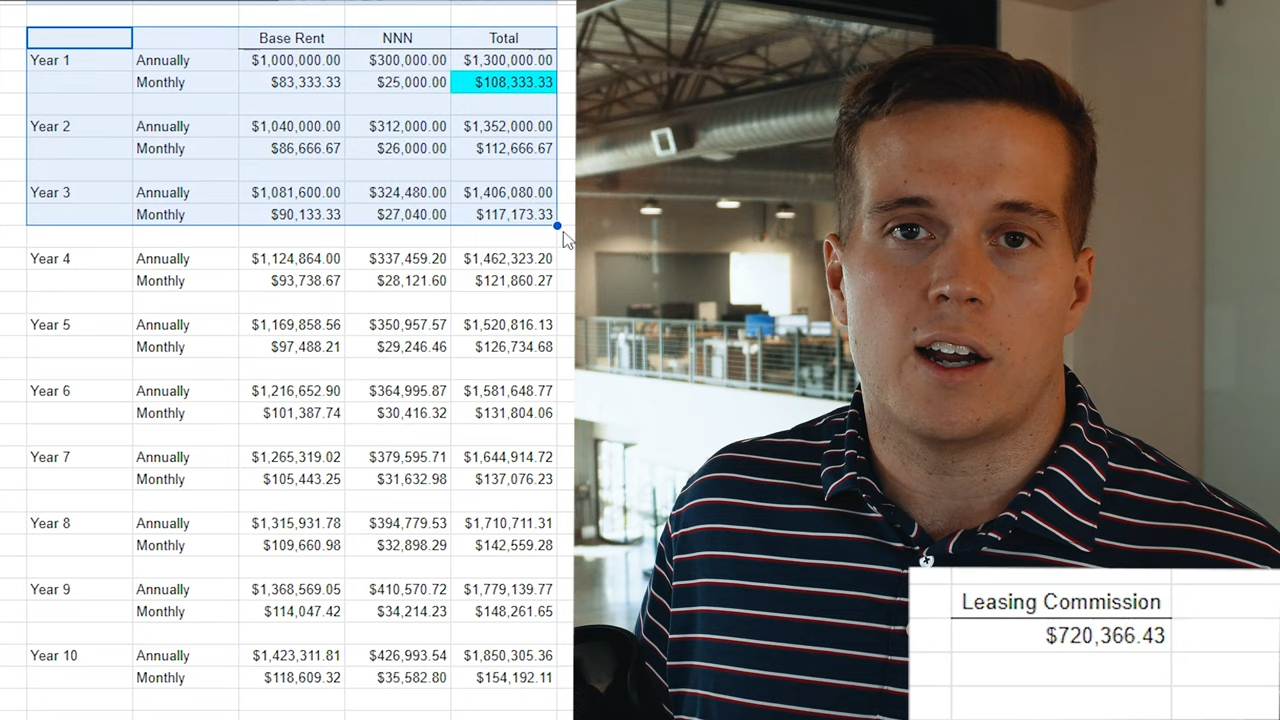 Base Rent NNN Total
Year 1 Annually $1,000,000.00 $300,000.00 $1,300,000.00
Monthly $83,333.33 $25,000.00 $108,333.33
Year 2 Annually $1,040,000.00 $312,000.00 $1,352,000.00
Monthly $86,666.67 $26,000.00 $112,666.67
Year 3 Annually $1,081,600.00 $324,480.00 $1,406,080.00
Monthly $90,133.33 $27,040.00 $117,173.33
Year 4 Annually $1,124,864.00 $337,459.20 $1,462,323.20
Monthly $93,738.67 $28,121.60 $121,860.27
Year 5 Annually $1,169,858.56 $350,957.57 $1,520,816.13
Monthly $97,488.21 $29,246.46 $126,734.68
Year 6 Annually $1,216,652.90 $364,995.87 $1,581,648.77
Monthly $101,387.74 $30,416.32 $131,804.06
Year 7 Annually $1,265,319.02 $379,595.71 $1,644,914.72
Monthly $105,443.25 $31,632.98 $137,076.23
Year 8 Annually $1,315,931.78 $394,779.53 $1,710,711.31
Monthly $109,660.98 $32,898.29 $142,559.28
Year 9 Annually $1,368,569.05 $410,570.72 $1,779,139.77
Monthly $114,047.42 $34,214.23 $148,261.65
Year 10 Annually $1,423,311.81 $426,993.54 $1,850,305.36
Monthly $118,609.32 $35,582.80 $154,192.11
Leasing Commission
$720,366.43